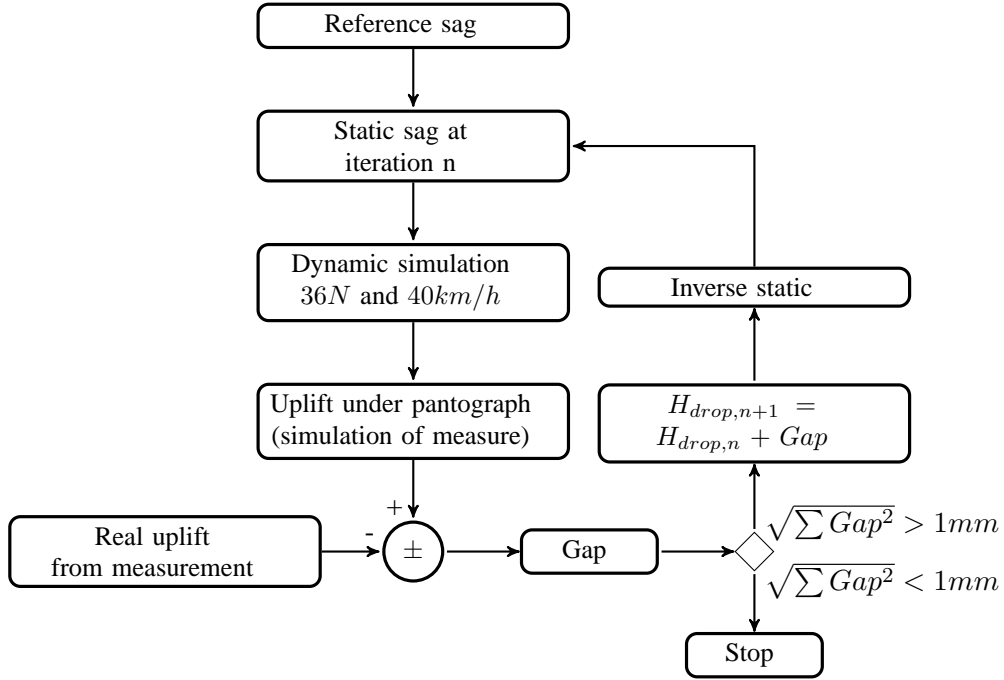 Reference sag
Static sag at
iteration n
Dynamic simulation
36N and 40km/h
Inverse static
Uplift under pantograph
(simulation of measure)
H_{drop,n+1} =
H_{drop,n} + Gap
+
-
±
Real uplift
from measurement
Gap
√∑ Gap² > 1mm
√∑ Gap² < 1mm
Stop